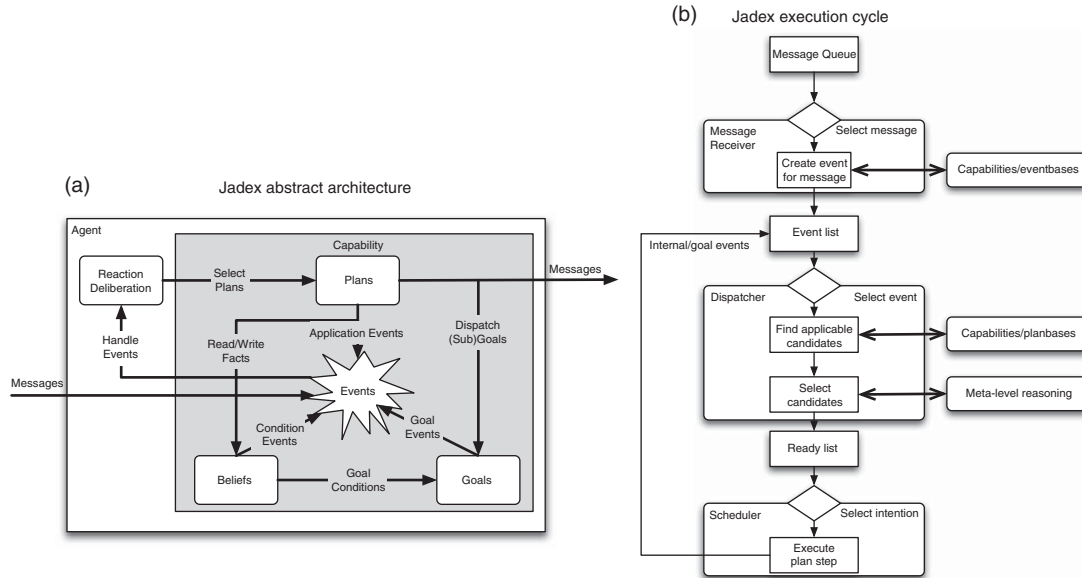 (a)
Jadex abstract architecture
Agent
Capability
Reaction
Deliberation
Select
Plans
Plans
Messages
Handle
Events
Read/Write
Facts
Application Events
Dispatch
(Sub)Goals
Messages
Events
Condition
Events
Goal
Events
Beliefs
Goal
Conditions
Goals
(b)
Jadex execution cycle
Message Queue
Message
Receiver
Select message
Create event
for message
Capabilities/eventbases
Internal/goal events
Event list
Dispatcher
Select event
Find applicable
candidates
Capabilities/planbases
Select
candidates
Meta-level reasoning
Ready list
Scheduler
Select intention
Execute
plan step